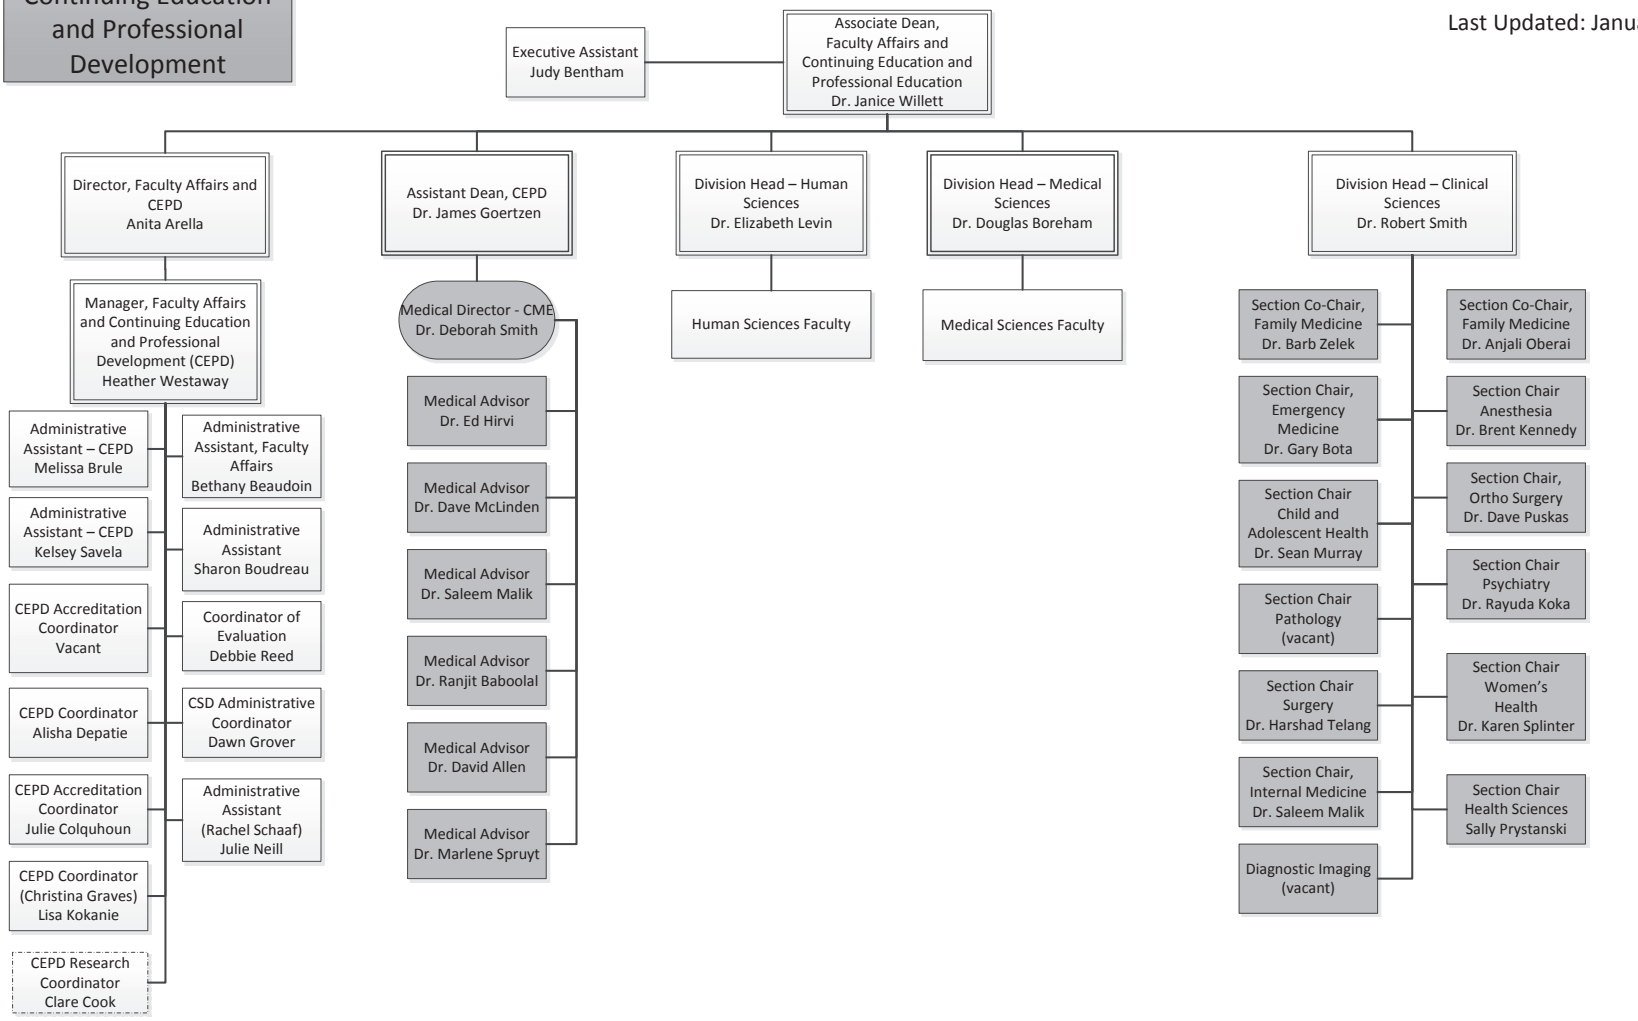 Continuing Education
and Professional
Development
Last Updated: Janu
Executive Assistant
Judy Bentham
Associate Dean,
Faculty Affairs and
Continuing Education and
Professional Education
Dr. Janice Willett
Director, Faculty Affairs and
CEPD
Anita Arella
Assistant Dean, CEPD
Dr. James Goertzen
Division Head – Human
Sciences
Dr. Elizabeth Levin
Division Head – Medical
Sciences
Dr. Douglas Boreham
Division Head – Clinical
Sciences
Dr. Robert Smith
Manager, Faculty Affairs
and Continuing Education
and Professional
Development (CEPD)
Heather Westaway
Administrative
Assistant – CEPD
Melissa Brule
Administrative
Assistant, Faculty
Affairs
Bethany Beaudoin
Administrative
Assistant – CEPD
Kelsey Savela
Administrative
Assistant
Sharon Boudreau
CEPD Accreditation
Coordinator
Vacant
Coordinator of
Evaluation
Debbie Reed
CEPD Coordinator
Alisha Depatie
CSD Administrative
Coordinator
Dawn Grover
CEPD Accreditation
Coordinator
Julie Colquhoun
Administrative
Assistant
(Rachel Schaaf)
Julie Neill
CEPD Coordinator
(Christina Graves)
Lisa Kokanie
CEPD Research
Coordinator
Clare Cook
Medical Director - CME
Dr. Deborah Smith
Medical Advisor
Dr. Ed Hirvi
Medical Advisor
Dr. Dave McLinden
Medical Advisor
Dr. Saleem Malik
Medical Advisor
Dr. Ranjit Baboolal
Medical Advisor
Dr. David Allen
Medical Advisor
Dr. Marlene Spruyt
Human Sciences Faculty
Medical Sciences Faculty
Section Co-Chair,
Family Medicine
Dr. Barb Zelek
Section Co-Chair,
Family Medicine
Dr. Anjali Oberai
Section Chair,
Emergency
Medicine
Dr. Gary Bota
Section Chair
Anesthesia
Dr. Brent Kennedy
Section Chair
Child and
Adolescent Health
Dr. Sean Murray
Section Chair,
Ortho Surgery
Dr. Dave Puskas
Section Chair
Pathology
(vacant)
Section Chair
Psychiatry
Dr. Rayuda Koka
Section Chair
Surgery
Dr. Harshad Telang
Section Chair
Women's
Health
Dr. Karen Splinter
Section Chair,
Internal Medicine
Dr. Saleem Malik
Section Chair
Health Sciences
Sally Prystanski
Diagnostic Imaging
(vacant)